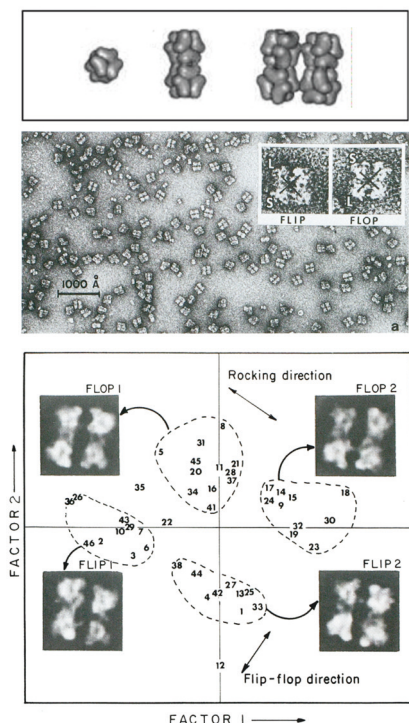 L
S
FLIP
S
L
FLOP
1000 Å
a
FLOP 1
Rocking direction
FLOP 2
8
5
31
45
11
21
20
28
37
34
16
41
35
17
14
15
18
24
9
30
32
19
23
36
26
43
29
10
7
22
46
2
6
3
38
44
27
4
42
13
25
1
33
12
FLIP 1
FLIP 2
Flip-flop direction
FACTOR 2
FACTOR 1